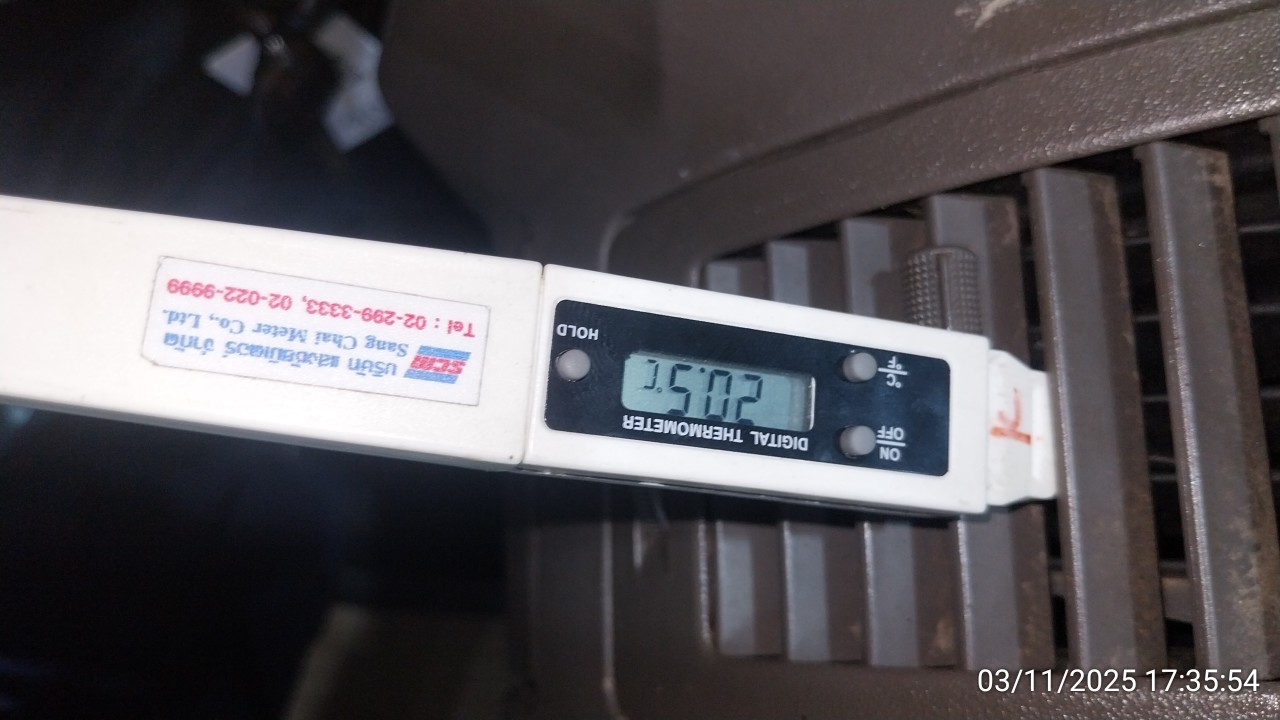 ON
OFF
°C
°F
DIGITAL THERMOMETER
20.5°C
HOLD
SCM
บริษัท แสงชัยมิเตอร์ จำกัด
Sang Chai Meter Co., Ltd.
Tel : 02-299-3333, 02-022-9999
K
03/11/2025 17:35:54